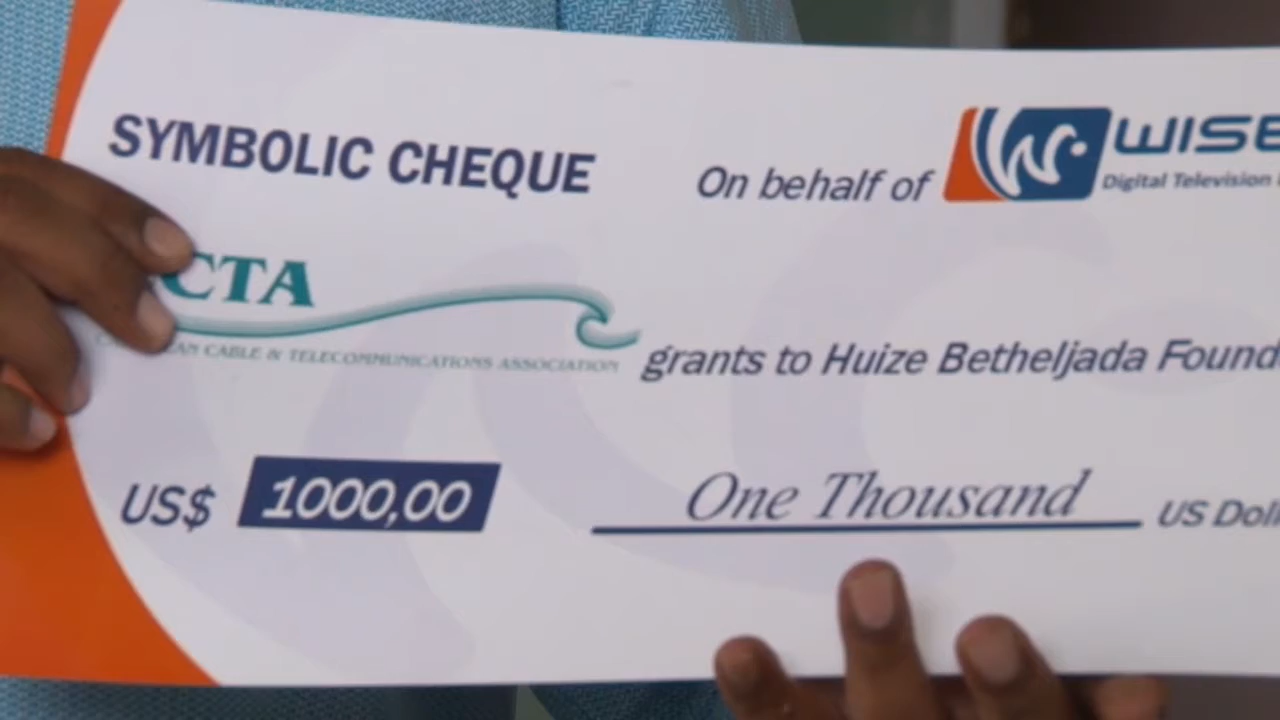 SYMBOLIC CHEQUE
On behalf of
WISE
Digital Television
CTA
CABLE & TELECOMMUNICATIONS ASSOCIATION
grants to Huize Betheljada Found
US$ 1000,00
One Thousand US Doll